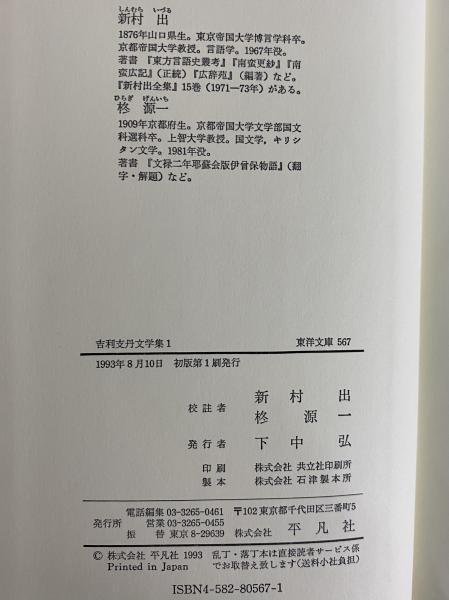 しんむら いづる
新村 出
1876年山口県生。東京帝国大学博言学科卒。
京都帝国大学教授。言語学。1967年没。
著書 『東方言語史叢考』『南蛮更紗』『南
蛮広記』(正続)『広辞苑』(編著)など。
『新村出全集』15巻(1971—73年)がある。
ひらぎ げんいち
柊 源一
1909年京都府生。京都帝国大学文学部国文
科選科卒。上智大学教授。国文学,キリシ
タン文学。1981年没。
著書 『文禄二年耶蘇会版伊曾保物語』(翻
字・解題)など。
吉利支丹文学集1 東洋文庫 567
1993年8月10日 初版第1刷発行
校註者 新村出
柊源一
発行者 下中弘
印刷 株式会社 共立社印刷所
製本 株式会社 石津製本所
発行所
電話編集 03-3265-0461 〒102 東京都千代田区三番町5
営業 03-3265-0455
振替 東京 8-29639 株式会社 平凡社
© 株式会社 平凡社 1993 乱丁・落丁本は直接読者サービス係
Printed in Japan でお取替え致します(送料小社負担)
ISBN4-582-80567-1